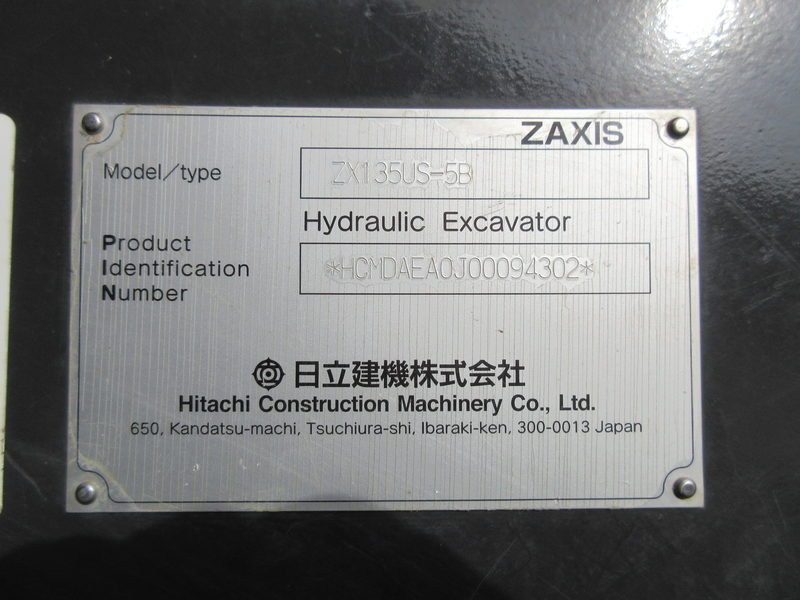 ZAXIS
Model/type ZX135US-5B
Hydraulic Excavator
Product
Identification *HCMDAEA0J00094302*
Number
日立建機株式会社
Hitachi Construction Machinery Co., Ltd.
650, Kandatsu-machi, Tsuchiura-shi, Ibaraki-ken, 300-0013 Japan